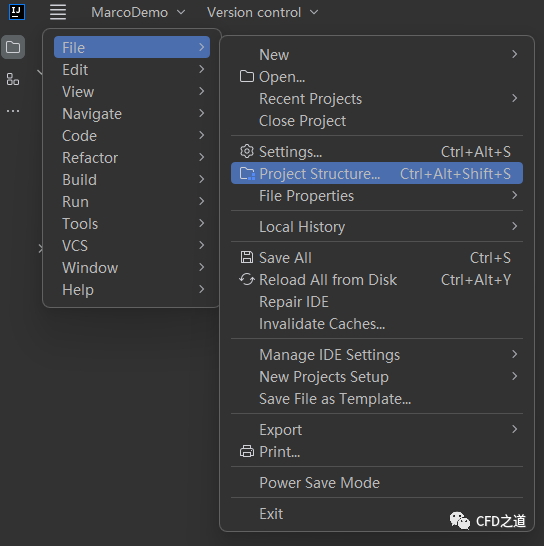 IJ
MarcoDemo
Version control
File
Edit
View
Navigate
Code
Refactor
Build
Run
Tools
VCS
Window
Help
New
Open...
Recent Projects
Close Project
Settings... Ctrl+Alt+S
Project Structure... Ctrl+Alt+Shift+S
File Properties
Local History
Save All Ctrl+S
Reload All from Disk Ctrl+Alt+Y
Repair IDE
Invalidate Caches...
Manage IDE Settings
New Projects Setup
Save File as Template...
Export
Print...
Power Save Mode
Exit
CFD之道